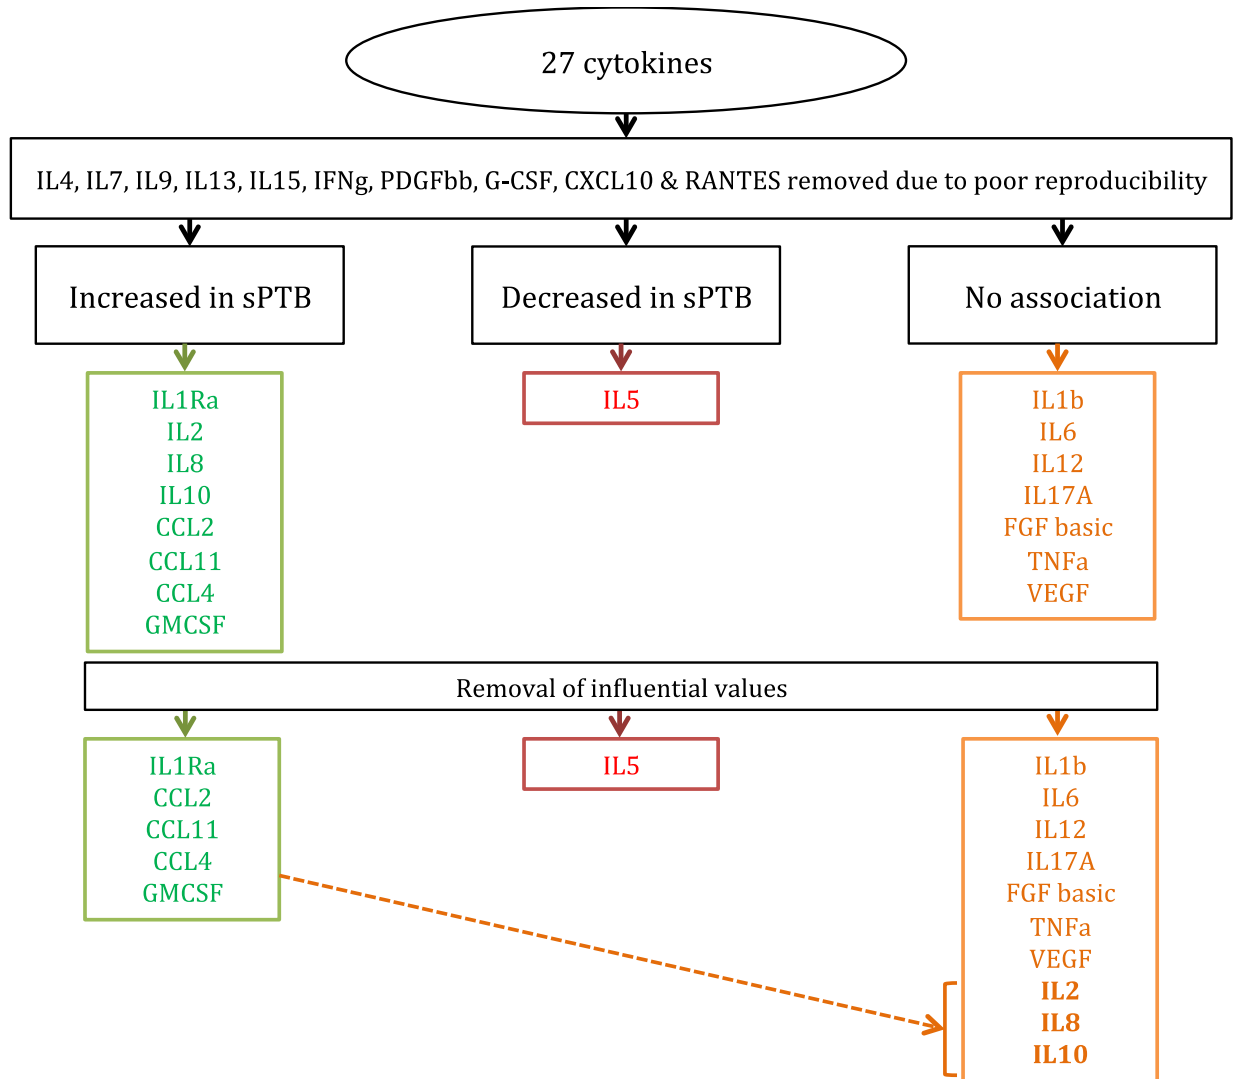 27 cytokines
IL4, IL7, IL9, IL13, IL15, IFNg, PDGFbb, G-CSF, CXCL10 & RANTES removed due to poor reproducibility
Increased in sPTB
Decreased in sPTB
No association
IL1Ra
IL2
IL8
IL10
CCL2
CCL11
CCL4
GMCSF
IL5
IL1b
IL6
IL12
IL17A
FGF basic
TNFa
VEGF
Removal of influential values
IL1Ra
CCL2
CCL11
CCL4
GMCSF
IL5
IL1b
IL6
IL12
IL17A
FGF basic
TNFa
VEGF
IL2
IL8
IL10